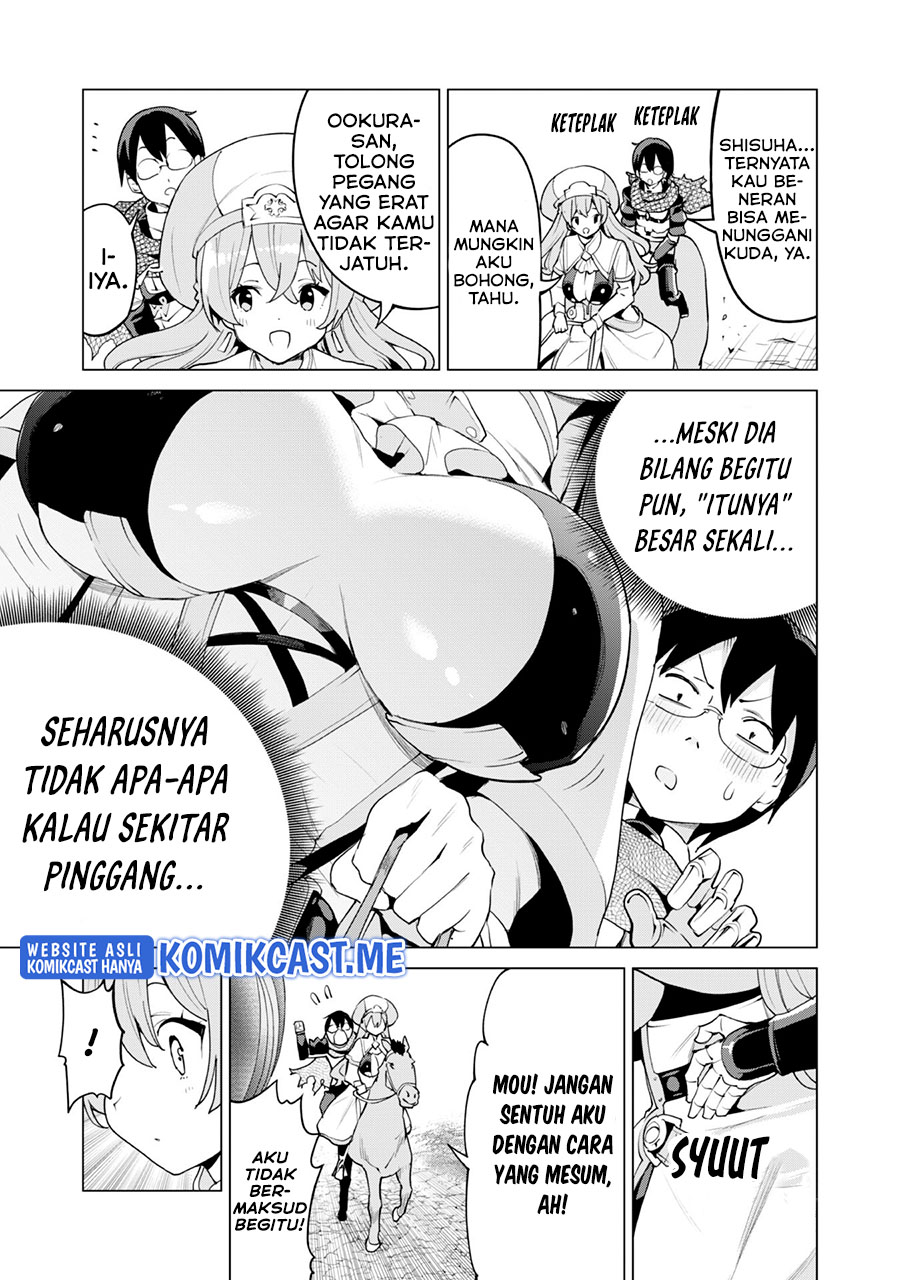 SHISUHA...
TERNYATA
KAU BE-
NERAN
BISA ME-
NUNGGANI
KUDA, YA.
KETEPLAK
KETEPLAK
MANA
MUNGKIN
AKU
BOHONG,
TAHU.
OOKURA-
SAN,
TOLONG
PEGANG
YANG ERAT
AGAR KAMU
TIDAK TER-
JATUH.
I-
IYA.
...MESKI DIA
BILANG BEGITU
PUN, "ITUNYA"
BESAR SEKALI...
SEHARUSNYA
TIDAK APA-APA
KALAU SEKITAR
PINGGANG...
WEBSITE ASLI
KOMIKCAST HANYA
KOMIKCAST.ME
SYUUT
MOU! JANGAN
SENTUH AKU
DENGAN CARA
YANG MESUM,
AH!
AKU
TIDAK
BER-
MAKSUD
BEGITU!
!